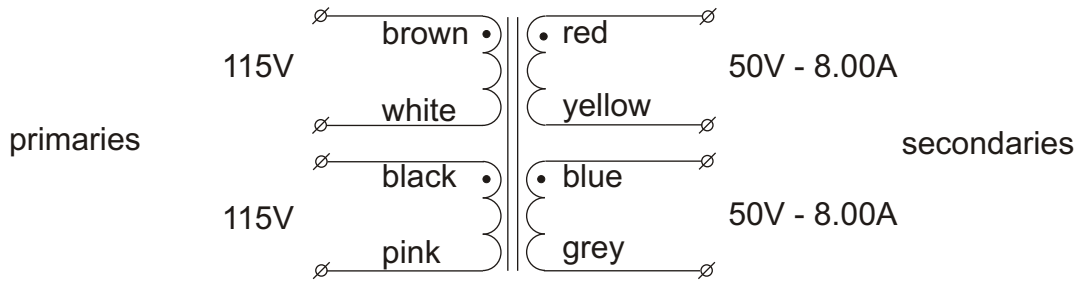 brown
red
115V
50V - 8.00A
white
yellow
primaries
secondaries
black
blue
115V
50V - 8.00A
pink
grey